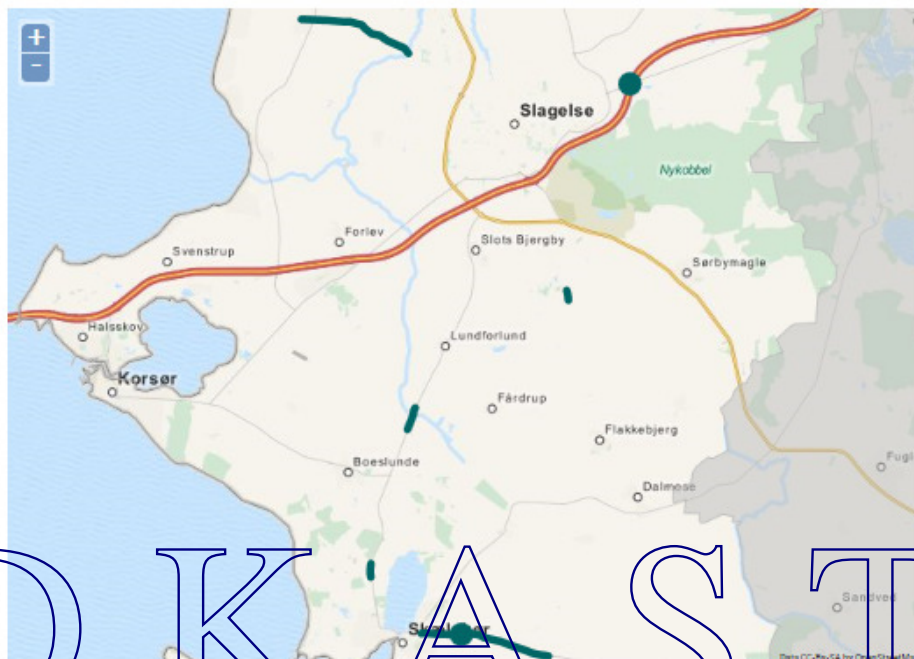 +
-
Slagelse
Nykobbel
Forlev
Slots Bjergby
Svenstrup
Sørbymagle
Halsskov
Lundforlund
Korsør
Fårdrup
Flakkebjerg
Boeslunde
Dalmose
D K A S T
Sandved